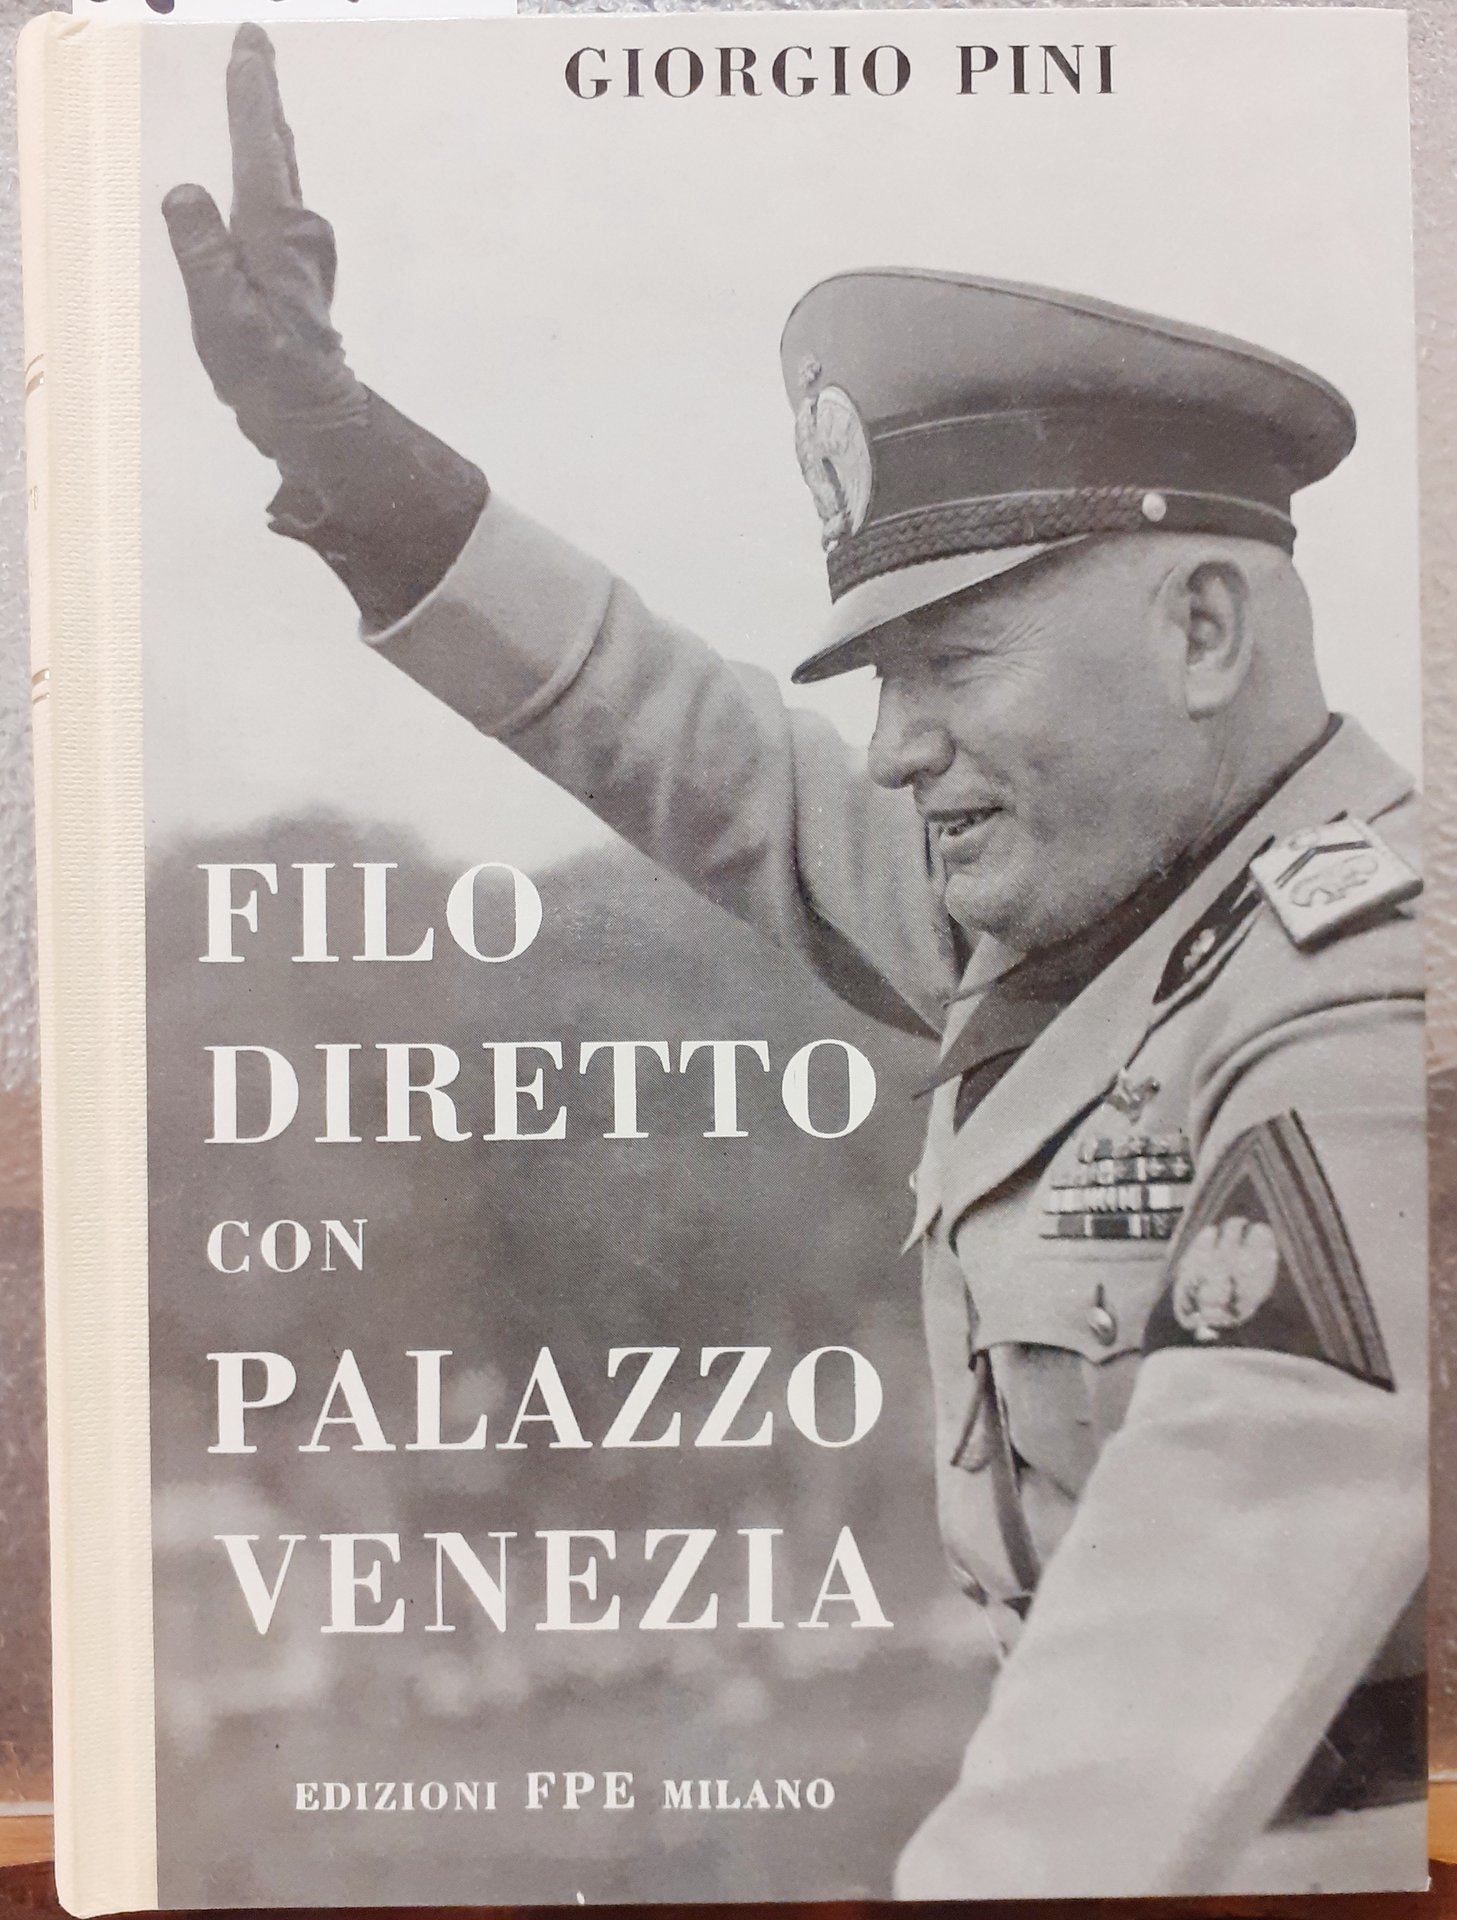 GIORGIO PINI
FILO
DIRETTO
CON
PALAZZO
VENEZIA
EDIZIONI FPE MILANO